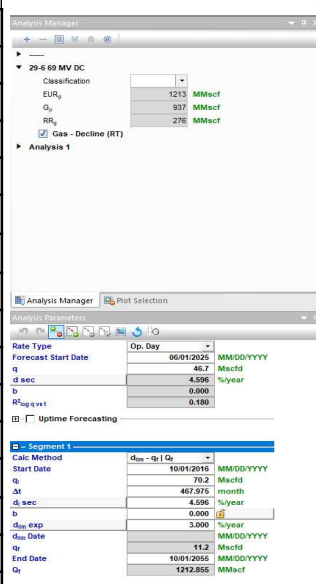 Analysis Manager
-----
29-6 69 MV DC
Classification
EURg 1213 MMscf
Gp 937 MMscf
RRg 276 MMscf
Gas - Decline (RT)
Analysis 1
Analysis Manager Plot Selection
Analysis Parameters
Rate Type Op. Day
Forecast Start Date 06/01/2025 MM/DD/YYYY
q 46.7 Mscfd
d sec 4.596 %/year
b 0.000
R²log q vs t 0.180
Uptime Forecasting
Segment 1
Calc Method dlim - qf | Qf
Start Date 10/01/2016 MM/DD/YYYY
qi 70.2 Mscfd
Δt 467.975 month
di sec 4.596 %/year
b 0.000
dlim exp 3.000 %/year
dlim Date MM/DD/YYYY
qf 11.2 Mscfd
End Date 10/01/2055 MM/DD/YYYY
Qf 1212.855 MMscf